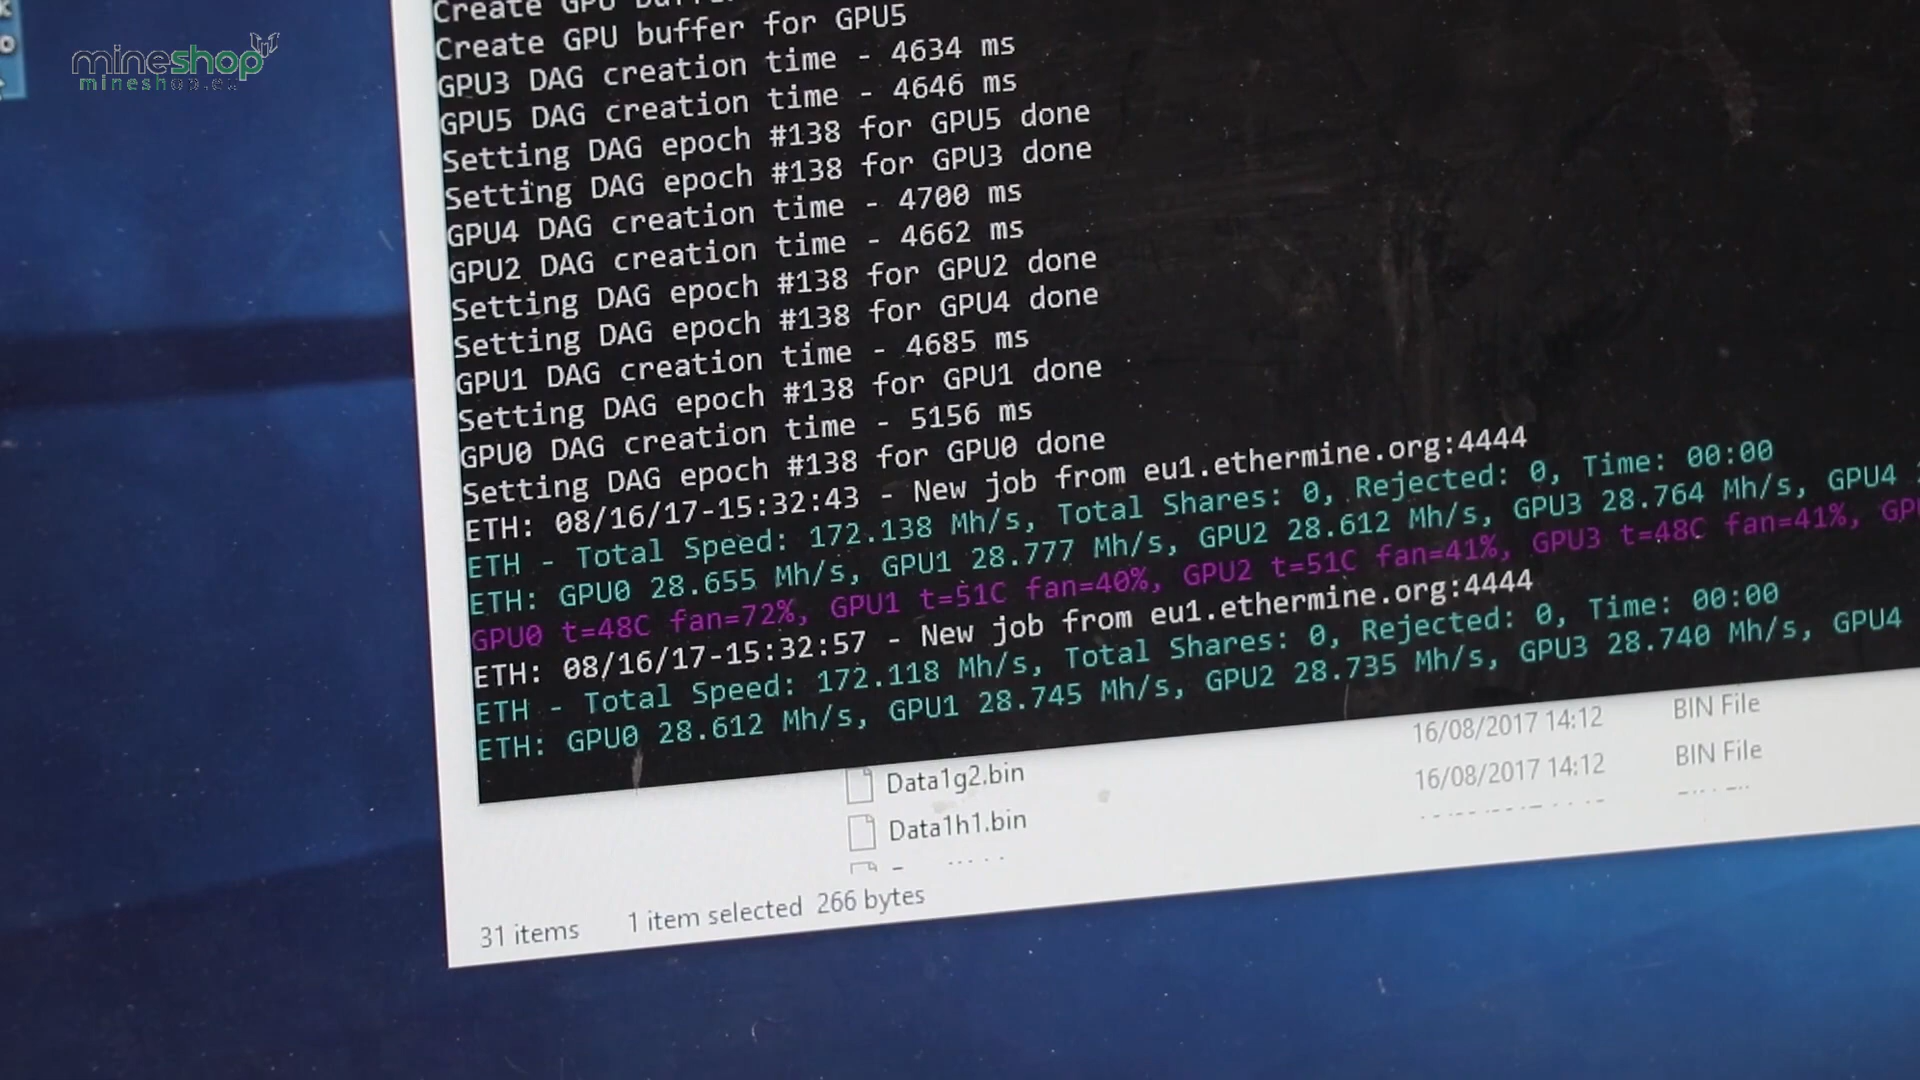 mineshop
mineshop.eu
Create GPU
Create GPU buffer for GPU5
GPU3 DAG creation time - 4634 ms
GPU5 DAG creation time - 4646 ms
Setting DAG epoch #138 for GPU5 done
Setting DAG epoch #138 for GPU3 done
GPU4 DAG creation time - 4700 ms
GPU2 DAG creation time - 4662 ms
Setting DAG epoch #138 for GPU2 done
Setting DAG epoch #138 for GPU4 done
GPU1 DAG creation time - 4685 ms
Setting DAG epoch #138 for GPU1 done
GPU0 DAG creation time - 5156 ms
Setting DAG epoch #138 for GPU0 done
ETH: 08/16/17-15:32:43 - New job from eu1.ethermine.org:4444
ETH - Total Speed: 172.138 Mh/s, Total Shares: 0, Rejected: 0, Time: 00:00
ETH: GPU0 28.655 Mh/s, GPU1 28.777 Mh/s, GPU2 28.612 Mh/s, GPU3 28.764 Mh/s, GPU4
GPU0 t=48C fan=72%, GPU1 t=51C fan=40%, GPU2 t=51C fan=41%, GPU3 t=48C fan=41%,
ETH: 08/16/17-15:32:57 - New job from eu1.ethermine.org:4444
ETH - Total Speed: 172.118 Mh/s, Total Shares: 0, Rejected: 0, Time: 00:00
ETH: GPU0 28.612 Mh/s, GPU1 28.745 Mh/s, GPU2 28.735 Mh/s, GPU3 28.740 Mh/s, GPU4
Data1g2.bin 16/08/2017 14:12 BIN File
Data1h1.bin 16/08/2017 14:12 BIN File
31 items 1 item selected 266 bytes